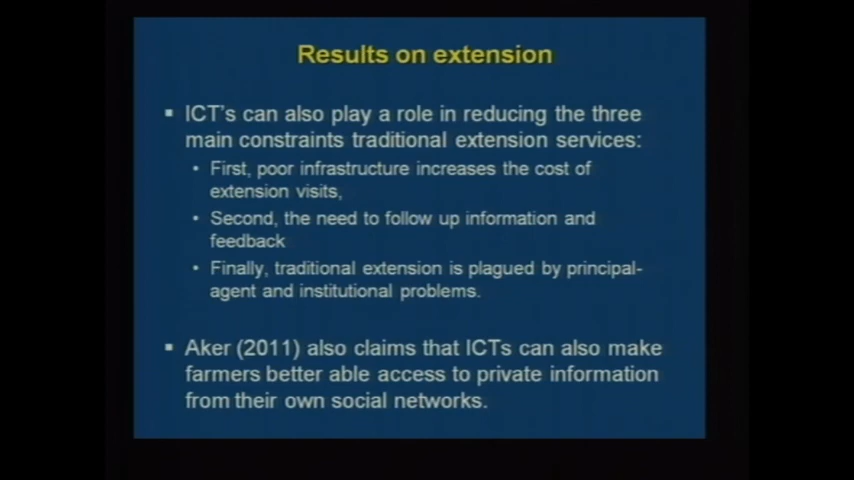 Results on extension
▪ ICT's can also play a role in reducing the three
main constraints traditional extension services:
• First, poor infrastructure increases the cost of
extension visits,
• Second, the need to follow up information and
feedback
• Finally, traditional extension is plagued by principal-
agent and institutional problems.
▪ Aker (2011) also claims that ICTs can also make
farmers better able access to private information
from their own social networks.